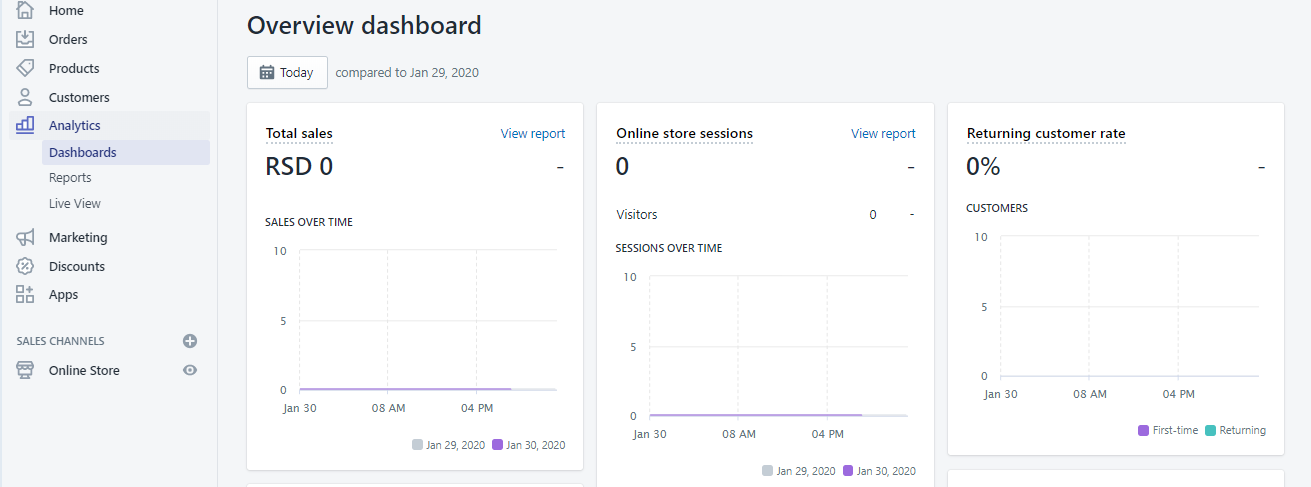 Home
Orders
Products
Customers
Analytics
Dashboards
Reports
Live View
Marketing
Discounts
Apps
SALES CHANNELS
Online Store
Overview dashboard
Today compared to Jan 29, 2020
Total sales View report
RSD 0 -
SALES OVER TIME
10
5
0
Jan 30 08 AM 04 PM
Jan 29, 2020 Jan 30, 2020
Online store sessions View report
0 -
Visitors 0 -
SESSIONS OVER TIME
10
5
0
Jan 30 08 AM 04 PM
Jan 29, 2020 Jan 30, 2020
Returning customer rate
0% -
CUSTOMERS
10
5
0
Jan 30 08 AM 04 PM
First-time Returning